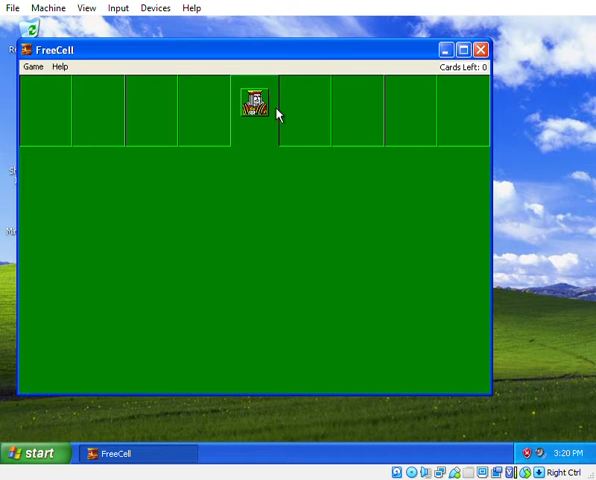 File Machine View Input Devices Help
FreeCell
Game Help Cards Left: 0
start FreeCell 3:20 PM
Right Ctrl